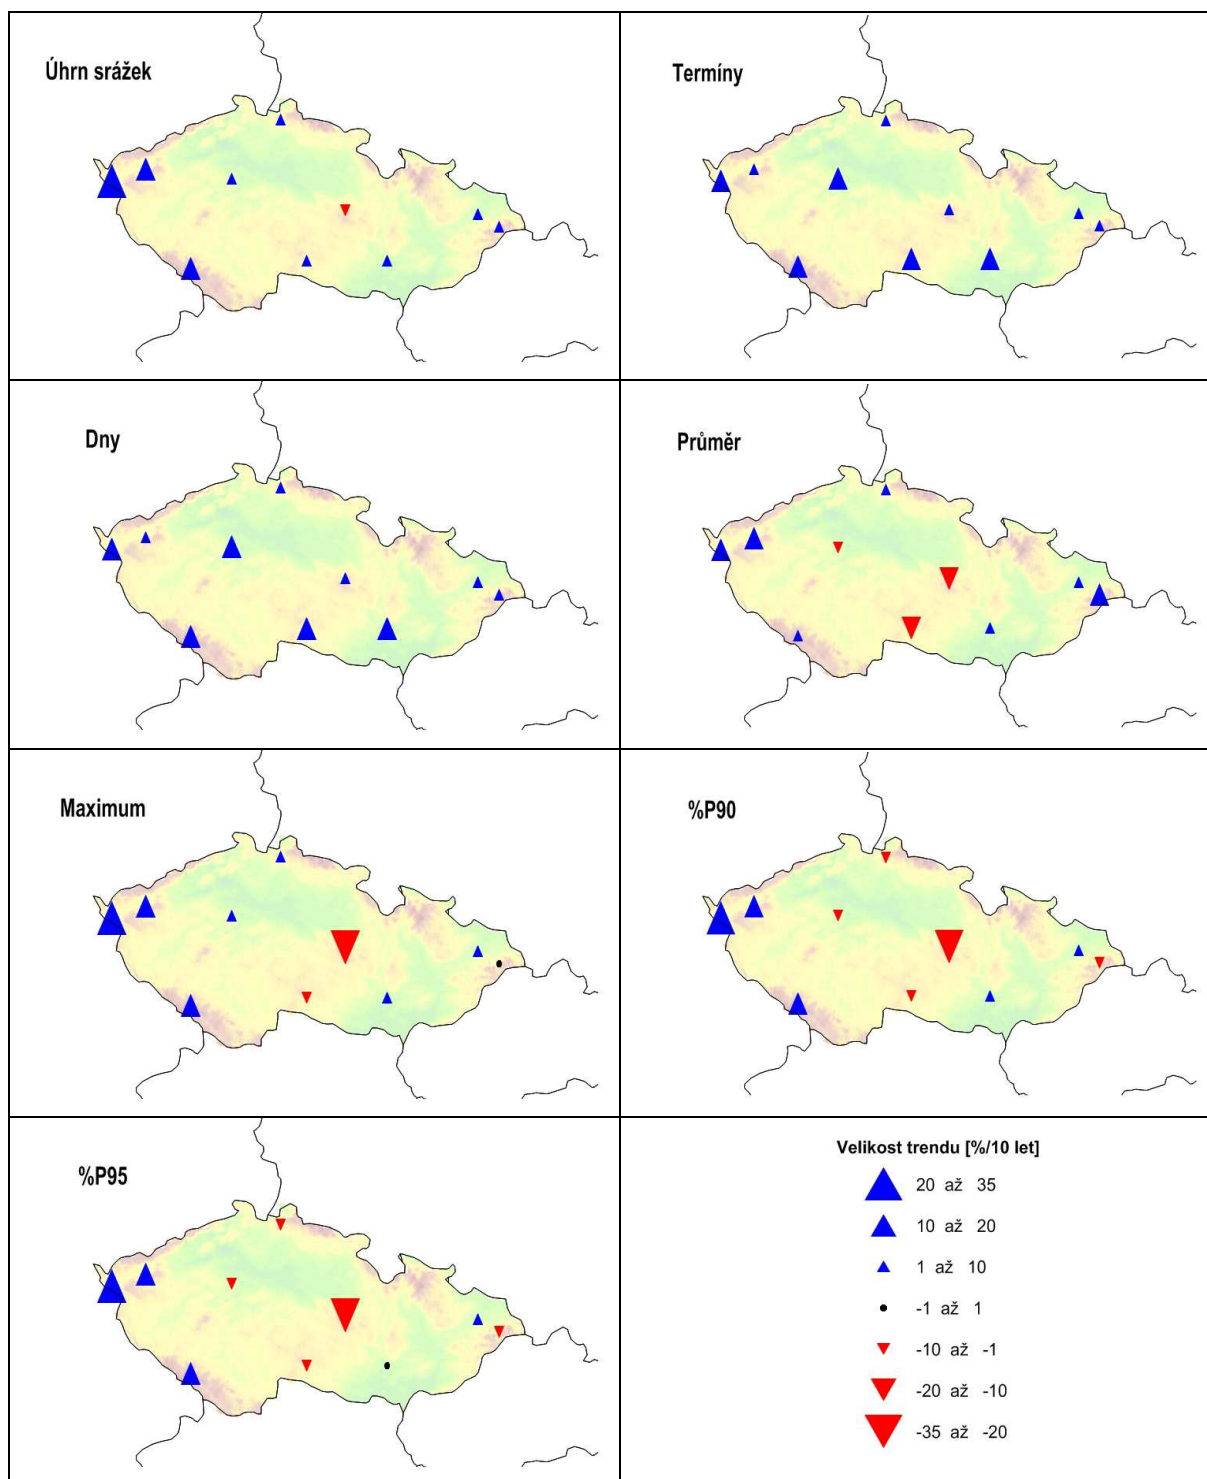 Úhrn srážek
Termíny
Dny
Průměr
Maximum
%P90
%P95
Velikost trendu [%/10 let]
20 až 35
10 až 20
1 až 10
-1 až 1
-10 až -1
-20 až -10
-35 až -20